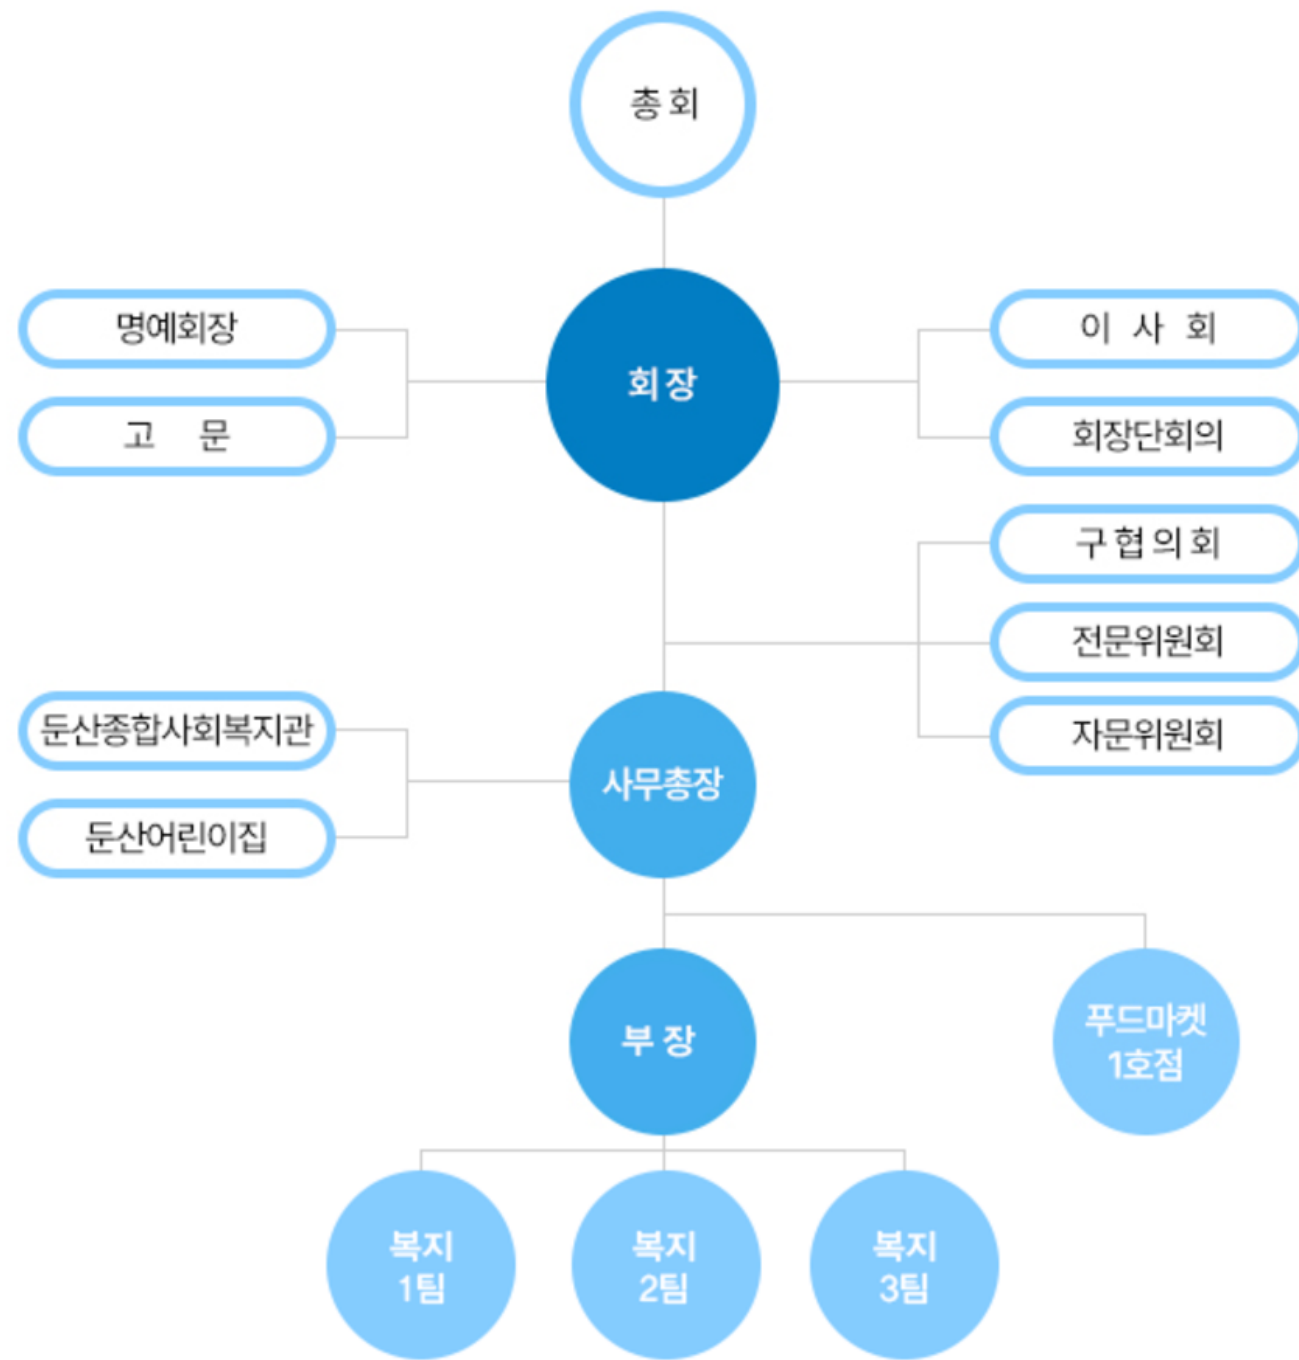 총 회
명예회장
고 문
회 장
이 사 회
회장단회의
구 협 의 회
전문위원회
자문위원회
둔산종합사회복지관
둔산어린이집
사무총장
부 장
푸드마켓
1호점
복지
1팀
복지
2팀
복지
3팀